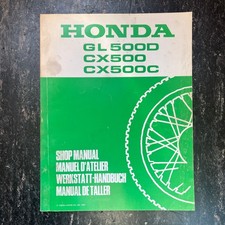 HONDA
GL500D
CX500
CX500C
SHOP MANUAL
MANUEL D'ATELIER
WERKSTATT-HANDBUCH
MANUAL DE TALLER